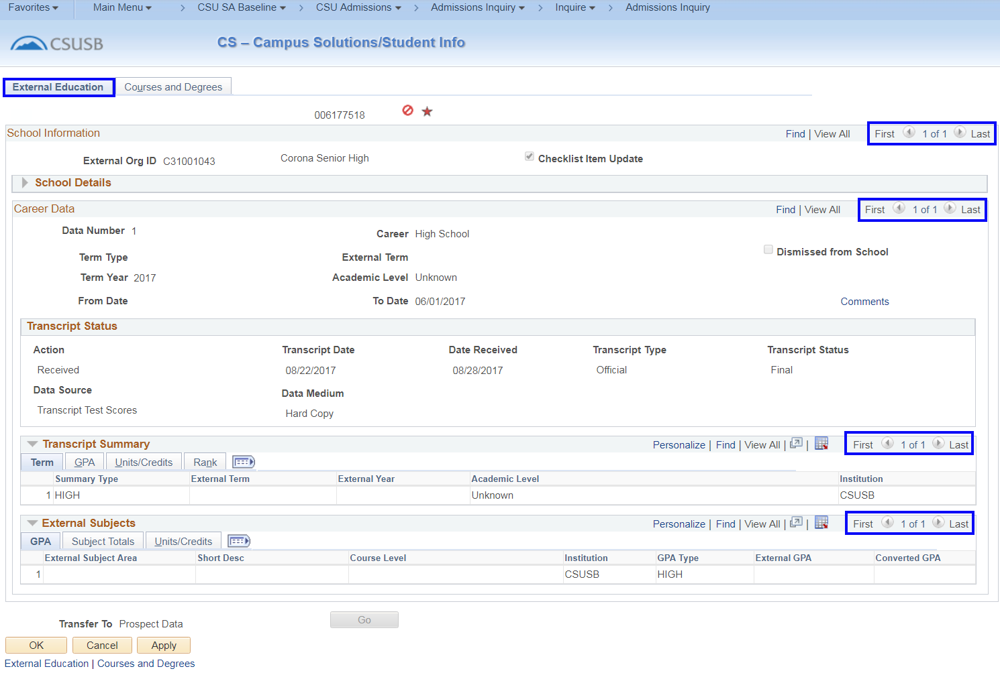 Favorites Main Menu > CSU SA Baseline > CSU Admissions > Admissions Inquiry > Inquire > Admissions Inquiry
CSUSB CS – Campus Solutions/Student Info
External Education Courses and Degrees
006177518
School Information Find | View All First 1 of 1 Last
External Org ID C31001043 Corona Senior High Checklist Item Update
School Details
Career Data Find | View All First 1 of 1 Last
Data Number 1 Career High School
Term Type External Term Dismissed from School
Term Year 2017 Academic Level Unknown
From Date To Date 06/01/2017 Comments
Transcript Status
Action Transcript Date Date Received Transcript Type Transcript Status
Received 08/22/2017 08/28/2017 Official Final
Data Source Data Medium
Transcript Test Scores Hard Copy
Transcript Summary Personalize | Find | View All | | First 1 of 1 Last
Term GPA Units/Credits Rank
Summary Type External Term External Year Academic Level Institution
1 HIGH Unknown CSUSB
External Subjects Personalize | Find | View All | | First 1 of 1 Last
GPA Subject Totals Units/Credits
External Subject Area Short Desc Course Level Institution GPA Type External GPA Converted GPA
1 CSUSB HIGH
Transfer To Prospect Data Go
OK Cancel Apply
External Education | Courses and Degrees